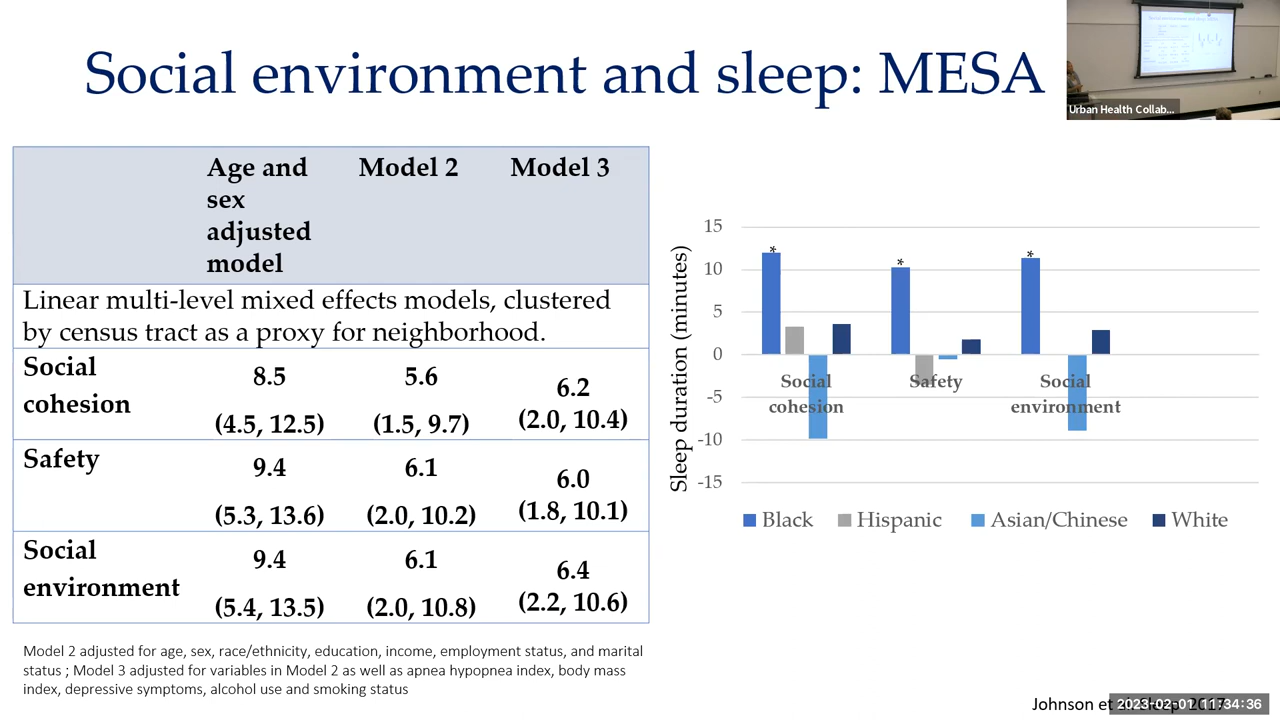 Social environment and sleep: MESA
Urban Health Collab...
Age and sex adjusted model
Model 2
Model 3
Linear multi-level mixed effects models, clustered
by census tract as a proxy for neighborhood.
Social cohesion
8.5
(4.5, 12.5)
5.6
(1.5, 9.7)
6.2
(2.0, 10.4)
Safety
9.4
(5.3, 13.6)
6.1
(2.0, 10.2)
6.0
(1.8, 10.1)
Social environment
9.4
(5.4, 13.5)
6.1
(2.0, 10.8)
6.4
(2.2, 10.6)
Model 2 adjusted for age, sex, race/ethnicity, education, income, employment status, and marital
status ; Model 3 adjusted for variables in Model 2 as well as apnea hypopnea index, body mass
index, depressive symptoms, alcohol use and smoking status
Sleep duration (minutes)
15
10
5
0
-5
-10
-15
*
*
*
Social cohesion
Safety
Social environment
Black
Hispanic
Asian/Chinese
White
Johnson et
2023-02-01 11:34:36